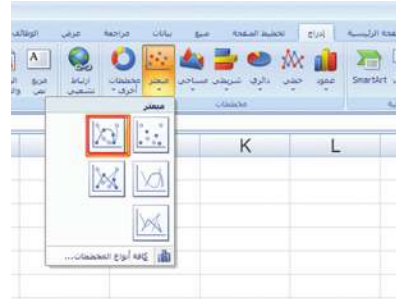 الصفحة الرئيسية إدراج تخطيط الصفحة صيغ بيانات مراجعة عرض
SmartArt عمود خطي دائري شريطي مساحي مبعثر مخططات أخرى ارتباط تشعبي مربع نص
مخططات
مبعثر
K L
كافة أنواع المخططات...